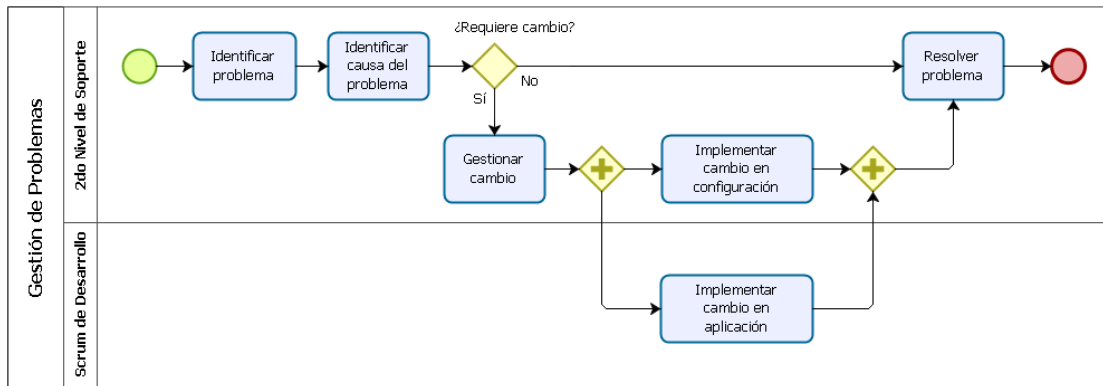 Gestión de Problemas
2do Nivel de Soporte
Identificar
problema
Identificar
causa del
problema
¿Requiere cambio?
No
Sí
Resolver
problema
Gestionar
cambio
Implementar
cambio en
configuración
Scrum de Desarrollo
Implementar
cambio en
aplicación